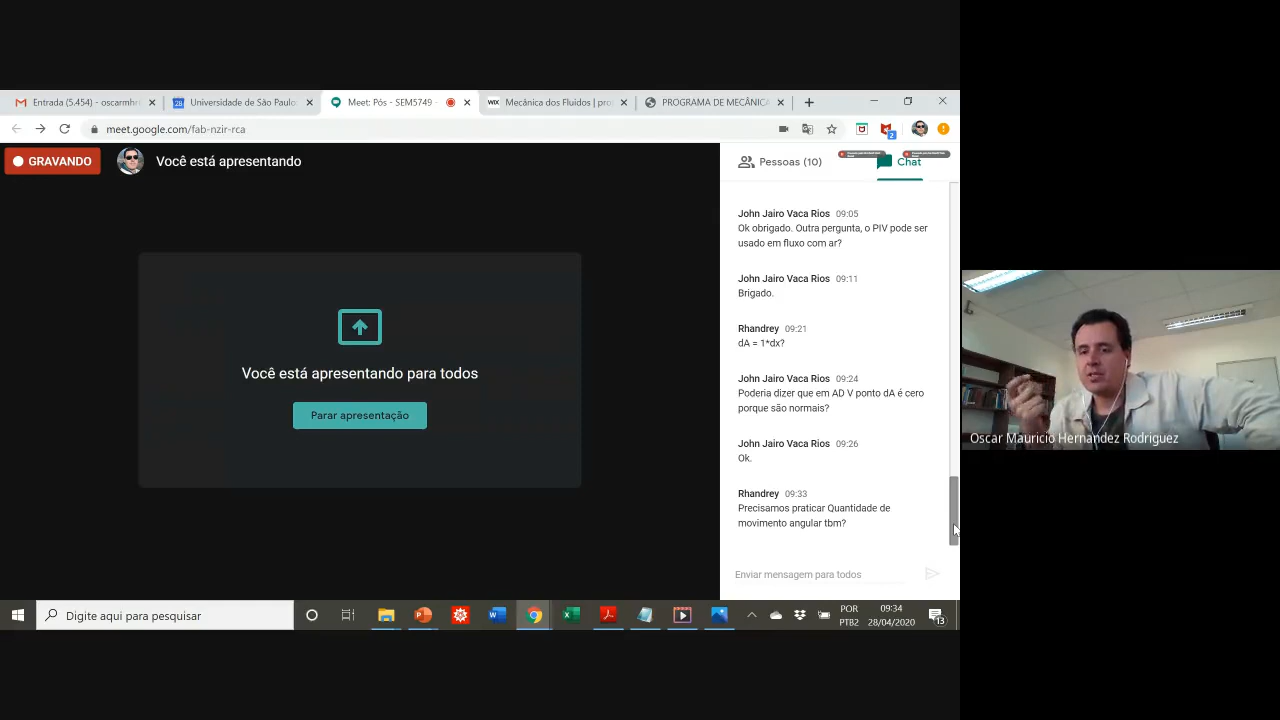 Entrada (5.454) - oscarmhr
Universidade de São Paulo
Meet: Pós - SEM5749 -
WIX
Mecânica dos Fluidos | pro
PROGRAMA DE MECÂNIC
meet.google.com/fab-nzir-rca
2
GRAVANDO
Você está apresentando
Pessoas (10)
Chat
John Jairo Vaca Rios 09:05
Ok obrigado. Outra pergunta, o PIV pode ser
usado em fluxo com ar?
John Jairo Vaca Rios 09:11
Brigado.
Rhandrey 09:21
dA = 1*dx?
John Jairo Vaca Rios 09:24
Poderia dizer que em AD V ponto dA é cero
porque são normais?
John Jairo Vaca Rios 09:26
Ok.
Rhandrey 09:33
Precisamos praticar Quantidade de
movimento angular tbm?
Enviar mensagem para todos
Você está apresentando para todos
Parar apresentação
Oscar Mauricio Hernandez Rodriguez
Digite aqui para pesquisar
POR
PTB2
09:34
28/04/2020
13